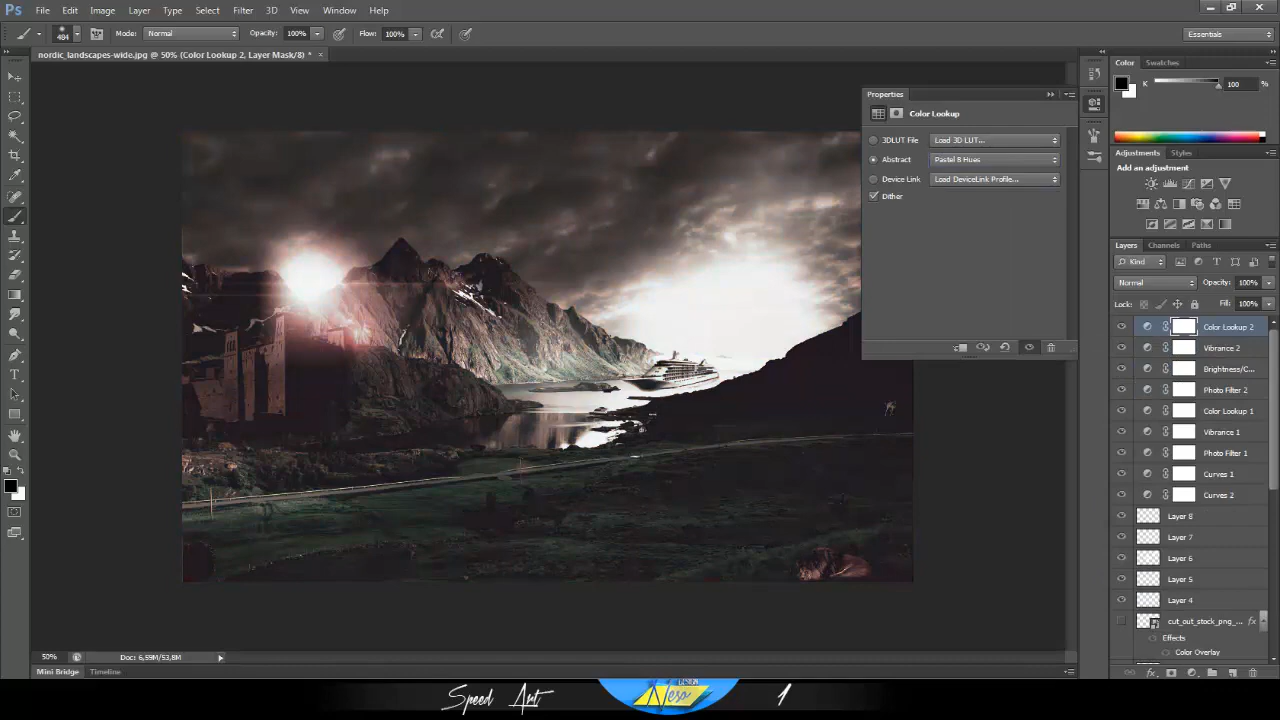 Ps File Edit Image Layer Type Select Filter 3D View Window Help
484 Mode: Normal Opacity: 100% Flow: 100% Essentials
nordic_landscapes-wide.jpg @ 50% (Color Lookup 2, Layer Mask/8) * ×
Color Swatches
K 100 %
Properties
Color Lookup
3DLUT File Load 3D LUT...
Abstract Pastel 8 Hues
Device Link Load DeviceLink Profile...
Dither
Adjustments Styles
Add an adjustment
Layers Channels Paths
Kind
Normal Opacity: 100%
Lock: Fill: 100%
Color Lookup 2
Vibrance 2
Brightness/C...
Photo Filter 2
Color Lookup 1
Vibrance 1
Photo Filter 1
Curves 1
Curves 2
Layer 8
Layer 7
Layer 6
Layer 5
Layer 4
cut_out_stock_png_... fx
Effects
Color Overlay
50% Doc: 6,59M/53,8M
Mini Bridge Timeline
Speed Art DESIGN Neso 1